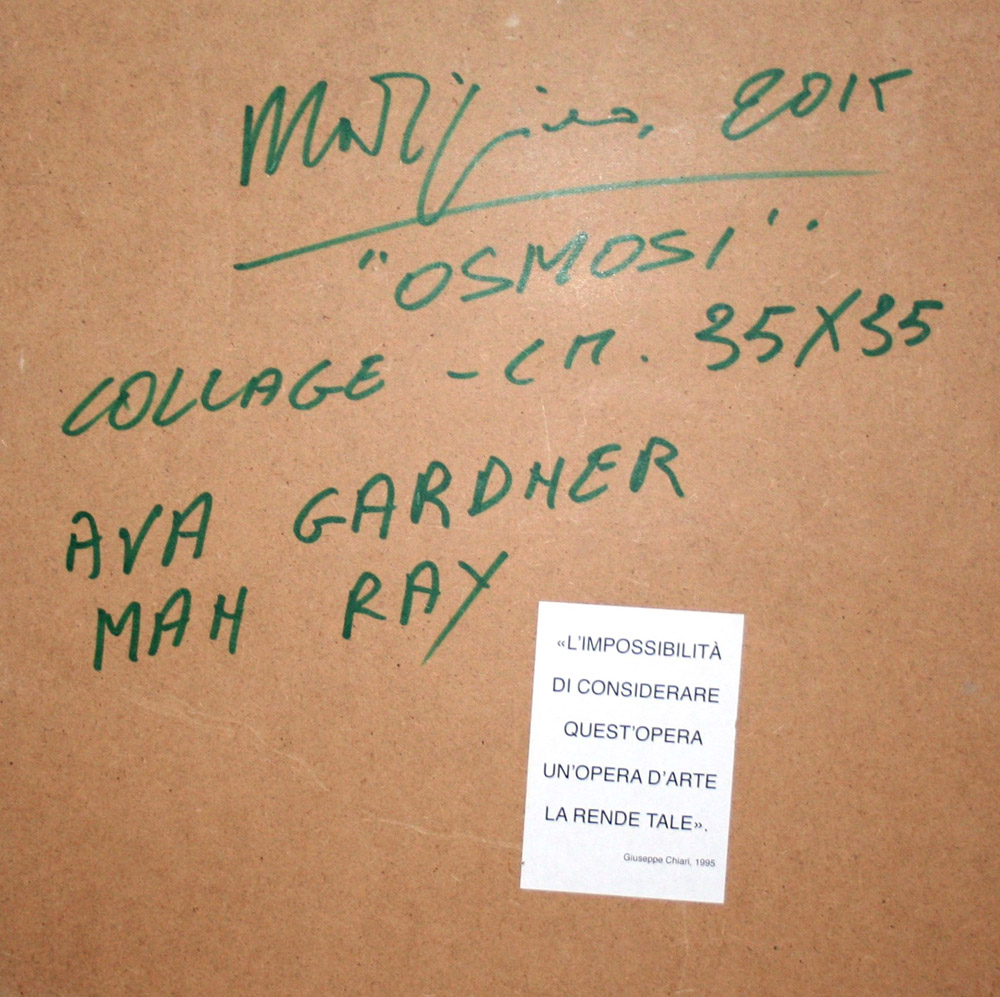 2015
"OSMOSI"
COLLAGE - CM. 35X35
AVA GARDNER
MAN RAY
«L'IMPOSSIBILITÀ
DI CONSIDERARE
QUEST'OPERA
UN'OPERA D'ARTE
LA RENDE TALE».
Giuseppe Chiari, 1995